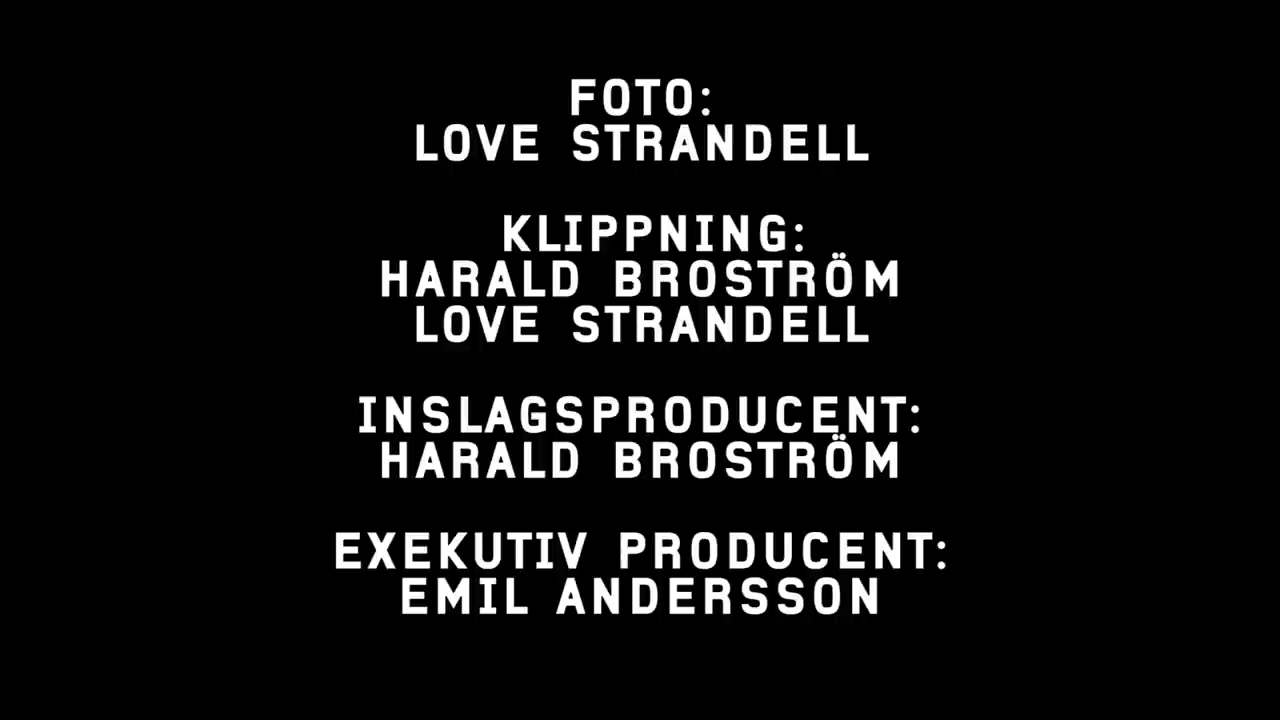 FOTO:
LOVE STRANDELL
KLIPPNING:
HARALD BROSTRÖM
LOVE STRANDELL
INSLAGSPRODUCENT:
HARALD BROSTRÖM
EXEKUTIV PRODUCENT:
EMIL ANDERSSON